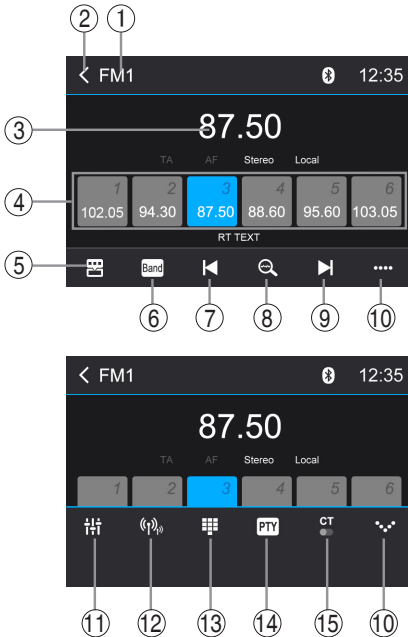 ② ①
FM1 12:35
③ 87.50
TA AF Stereo Local
④ 1 2 3 4 5 6
102.05 94.30 87.50 88.60 95.60 103.05
RT TEXT
⑤ Band
⑥ ⑦ ⑧ ⑨ ⑩
FM1 12:35
87.50
TA AF Stereo Local
1 2 3 4 5 6
PTY CT
⑪ ⑫ ⑬ ⑭ ⑮ ⑩